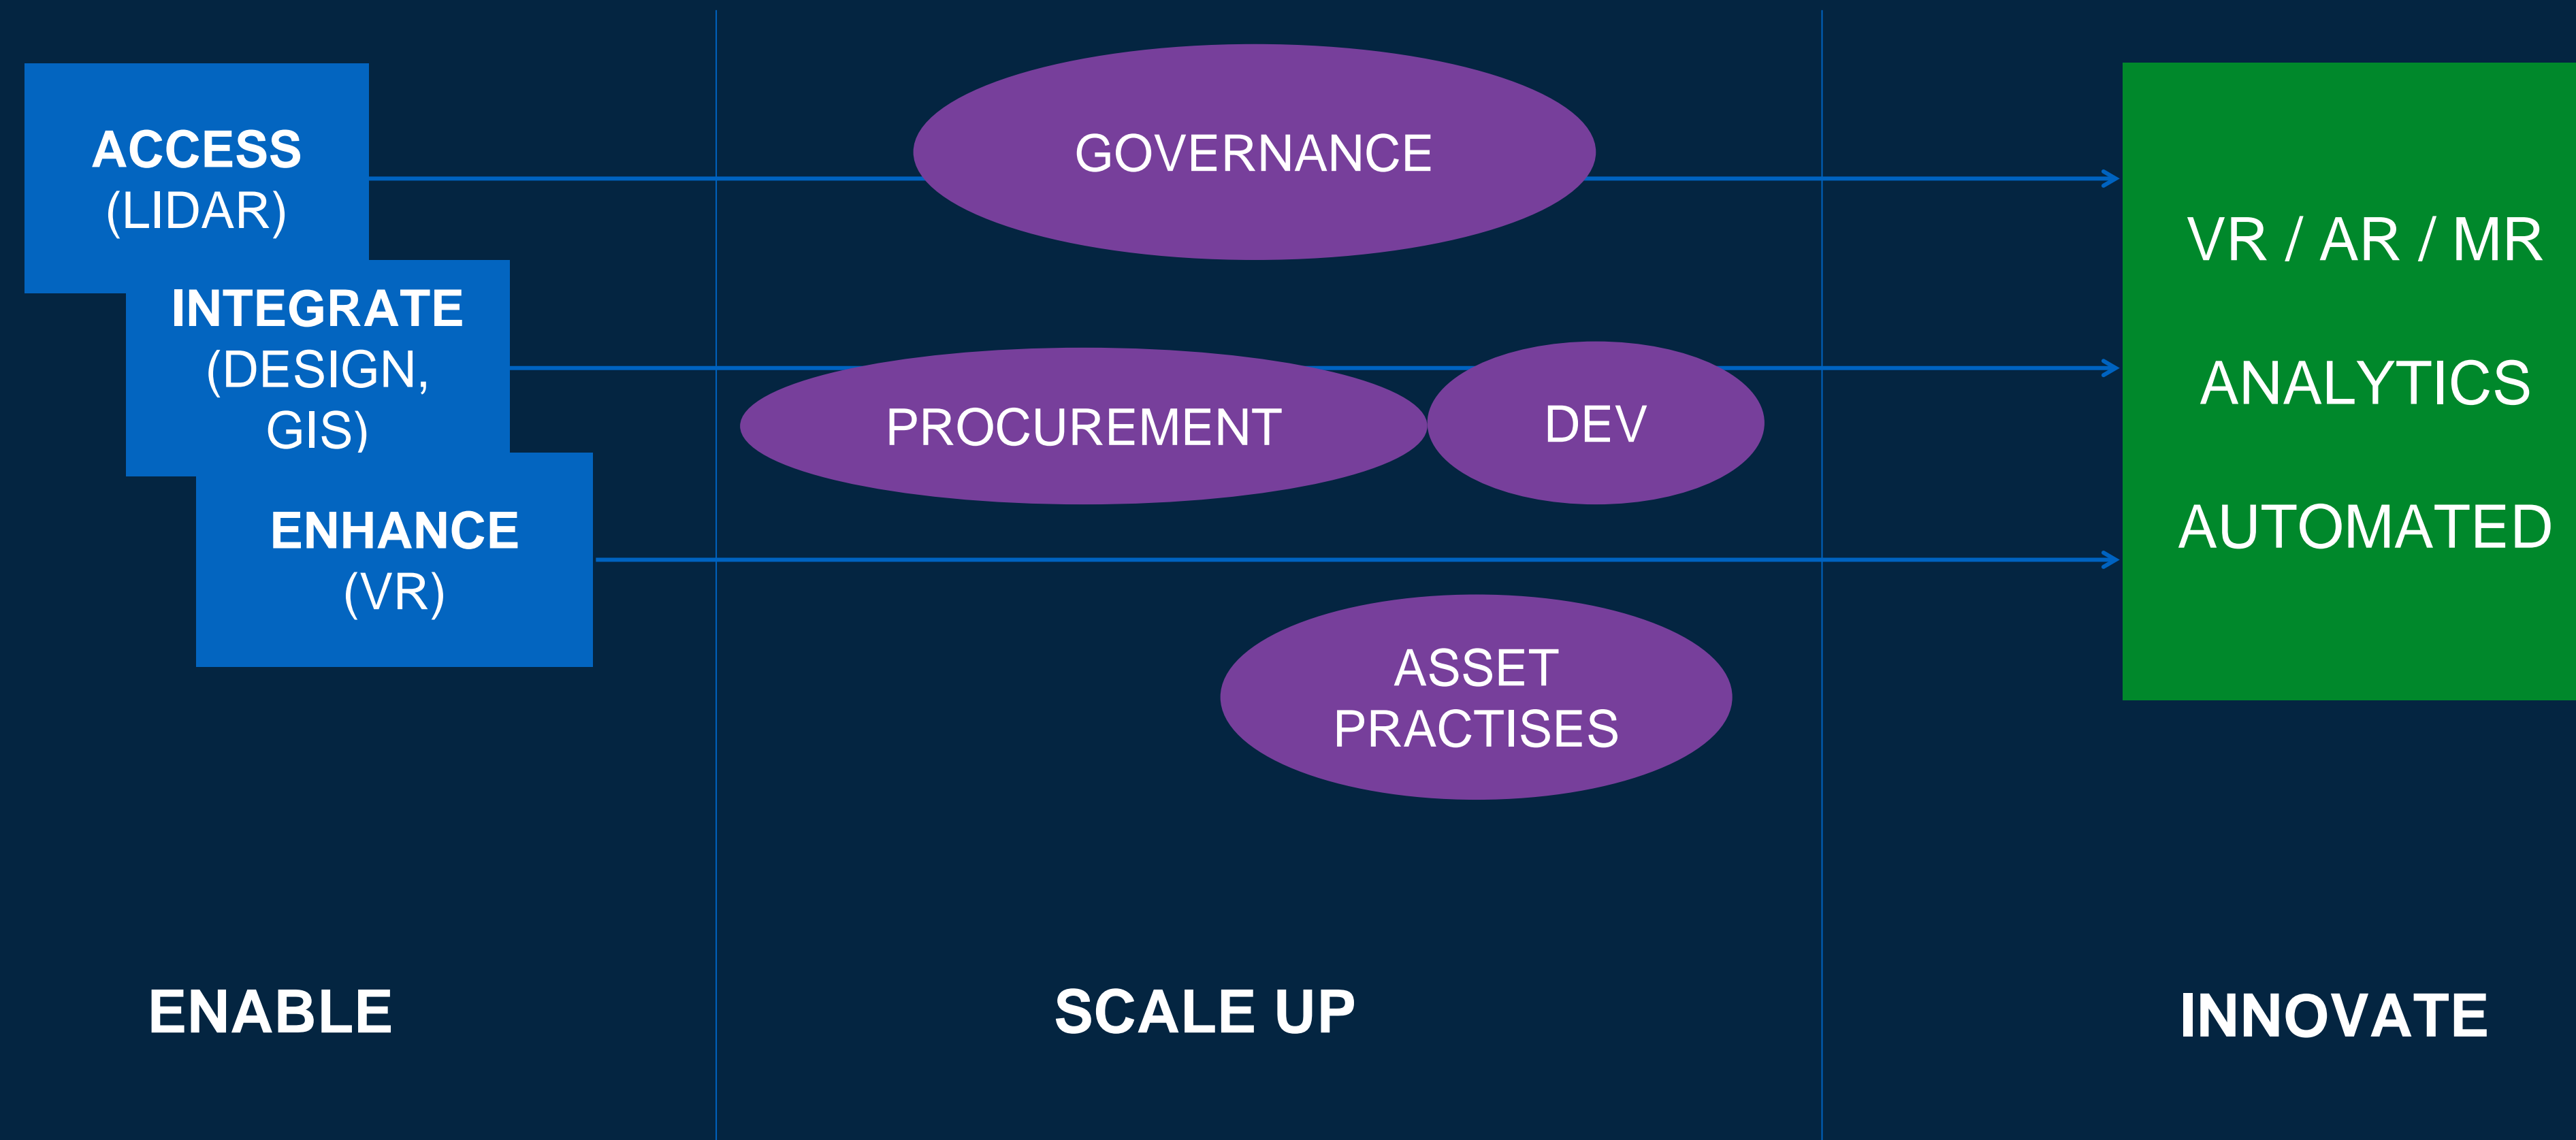 ACCESS
(LIDAR)
INTEGRATE
(DESIGN,
GIS)
ENHANCE
(VR)
GOVERNANCE
PROCUREMENT
DEV
ASSET
PRACTISES
VR / AR / MR
ANALYTICS
AUTOMATED
ENABLE
SCALE UP
INNOVATE